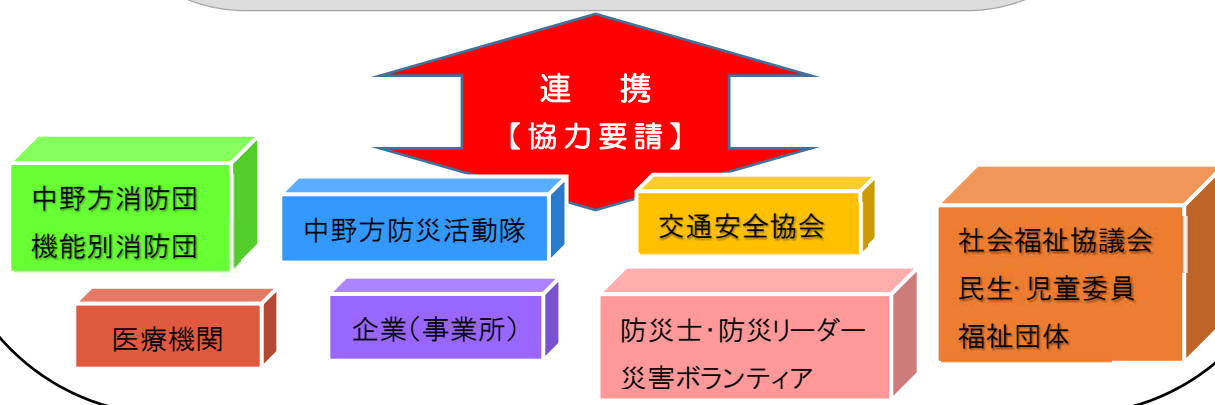 連　携
【協力要請】
中野方消防団
機能別消防団
中野方防災活動隊
交通安全協会
社会福祉協議会
民生・児童委員
福祉団体
医療機関
企業(事業所)
防災士・防災リーダー
災害ボランティア